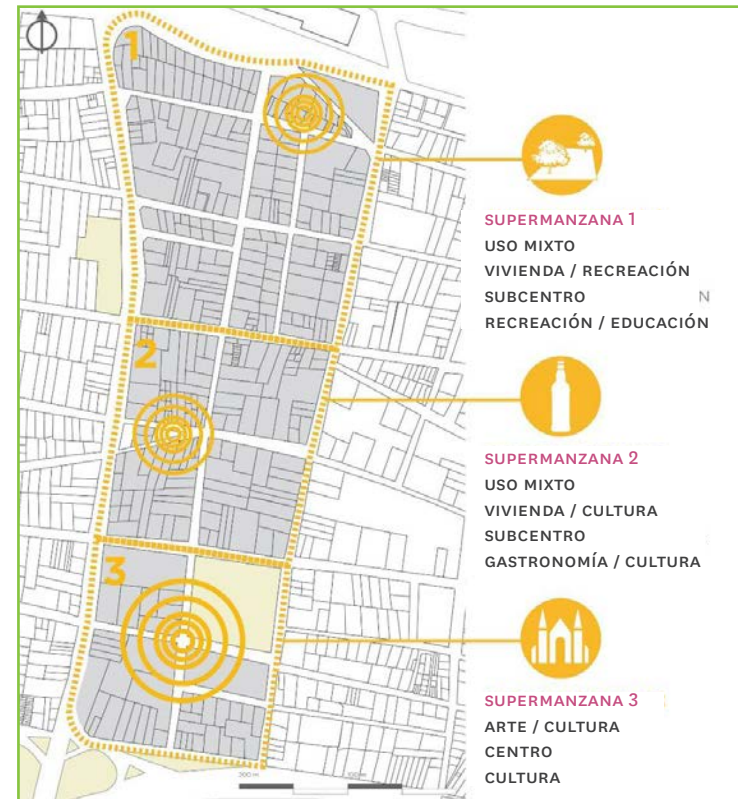 1
SUPERMANZANA 1
USO MIXTO
VIVIENDA / RECREACIÓN
SUBCENTRO
N
RECREACIÓN / EDUCACIÓN
2
SUPERMANZANA 2
USO MIXTO
VIVIENDA / CULTURA
SUBCENTRO
GASTRONOMÍA / CULTURA
3
SUPERMANZANA 3
ARTE / CULTURA
CENTRO
CULTURA